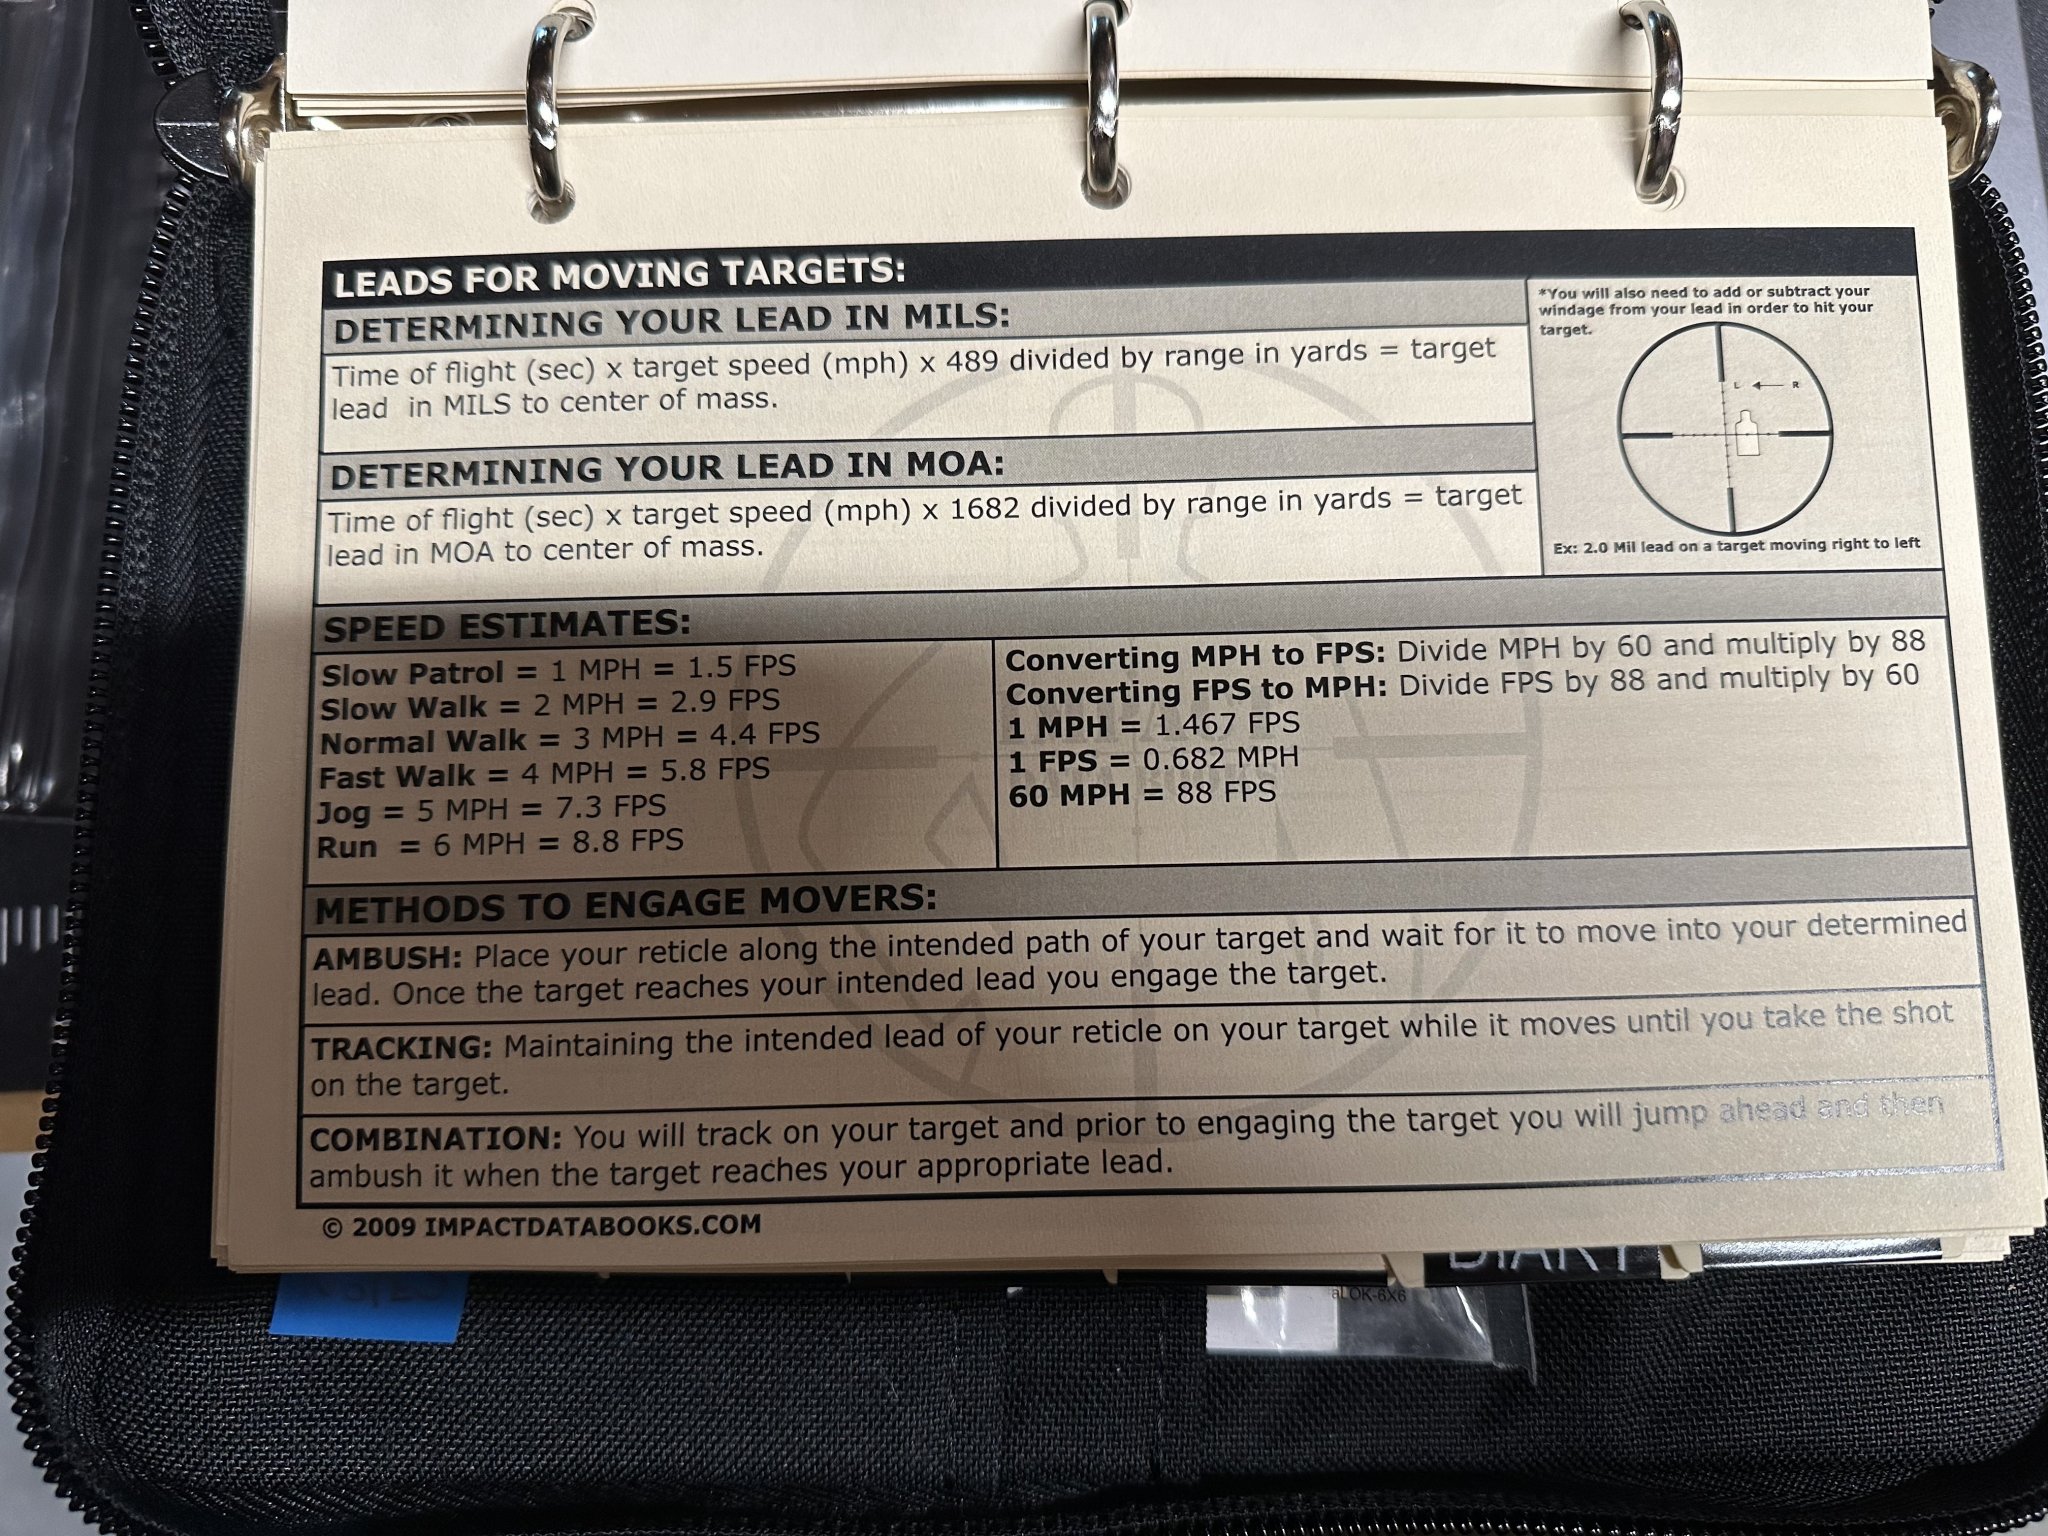 LEADS FOR MOVING TARGETS:
DETERMINING YOUR LEAD IN MILS:
Time of flight (sec) x target speed (mph) x 489 divided by range in yards = target
lead in MILS to center of mass.
DETERMINING YOUR LEAD IN MOA:
Time of flight (sec) x target speed (mph) x 1682 divided by range in yards = target
lead in MOA to center of mass.
*You will also need to add or subtract your
windage from your lead in order to hit your
target.
L R
Ex: 2.0 Mil lead on a target moving right to left
SPEED ESTIMATES:
Slow Patrol = 1 MPH = 1.5 FPS
Slow Walk = 2 MPH = 2.9 FPS
Normal Walk = 3 MPH = 4.4 FPS
Fast Walk = 4 MPH = 5.8 FPS
Jog = 5 MPH = 7.3 FPS
Run = 6 MPH = 8.8 FPS
Converting MPH to FPS: Divide MPH by 60 and multiply by 88
Converting FPS to MPH: Divide FPS by 88 and multiply by 60
1 MPH = 1.467 FPS
1 FPS = 0.682 MPH
60 MPH = 88 FPS
METHODS TO ENGAGE MOVERS:
AMBUSH: Place your reticle along the intended path of your target and wait for it to move into your determined
lead. Once the target reaches your intended lead you engage the target.
TRACKING: Maintaining the intended lead of your reticle on your target while it moves until you take the shot
on the target.
COMBINATION: You will track on your target and prior to engaging the target you will jump ahead and then
ambush it when the target reaches your appropriate lead.
© 2009 IMPACTDATABOOKS.COM
DIARY